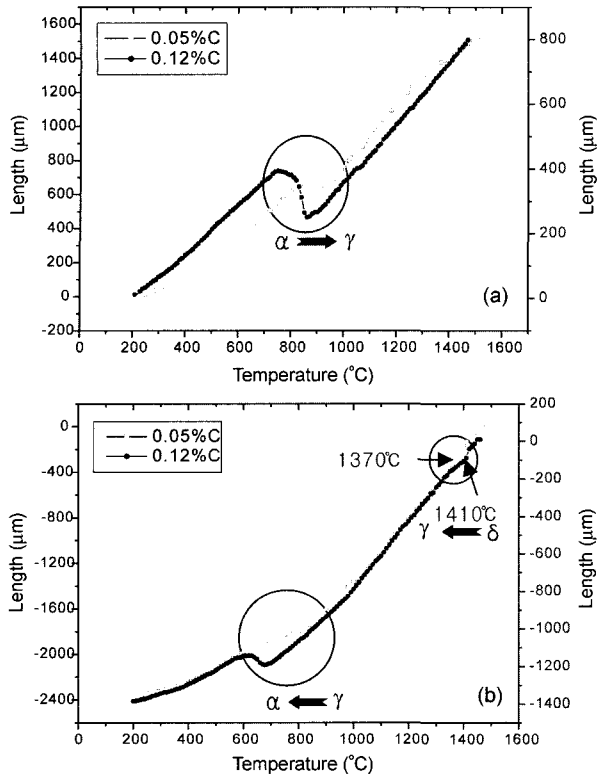 0.05%C
0.12%C
1600
1400
1200
1000
800
600
400
200
0
-200
800
600
400
200
0
Length (μm)
Length (μm)
α γ
(a)
0 200 400 600 800 1000 1200 1400 1600
Temperature (°C)
0.05%C
0.12%C
0
-400
-800
-1200
-1600
-2000
-2400
200
0
-200
-400
-600
-800
-1000
-1200
-1400
Length (μm)
Length (μm)
1370℃
1410℃
γ δ
α γ
(b)
0 200 400 600 800 1000 1200 1400 1600
Temperature (°C)